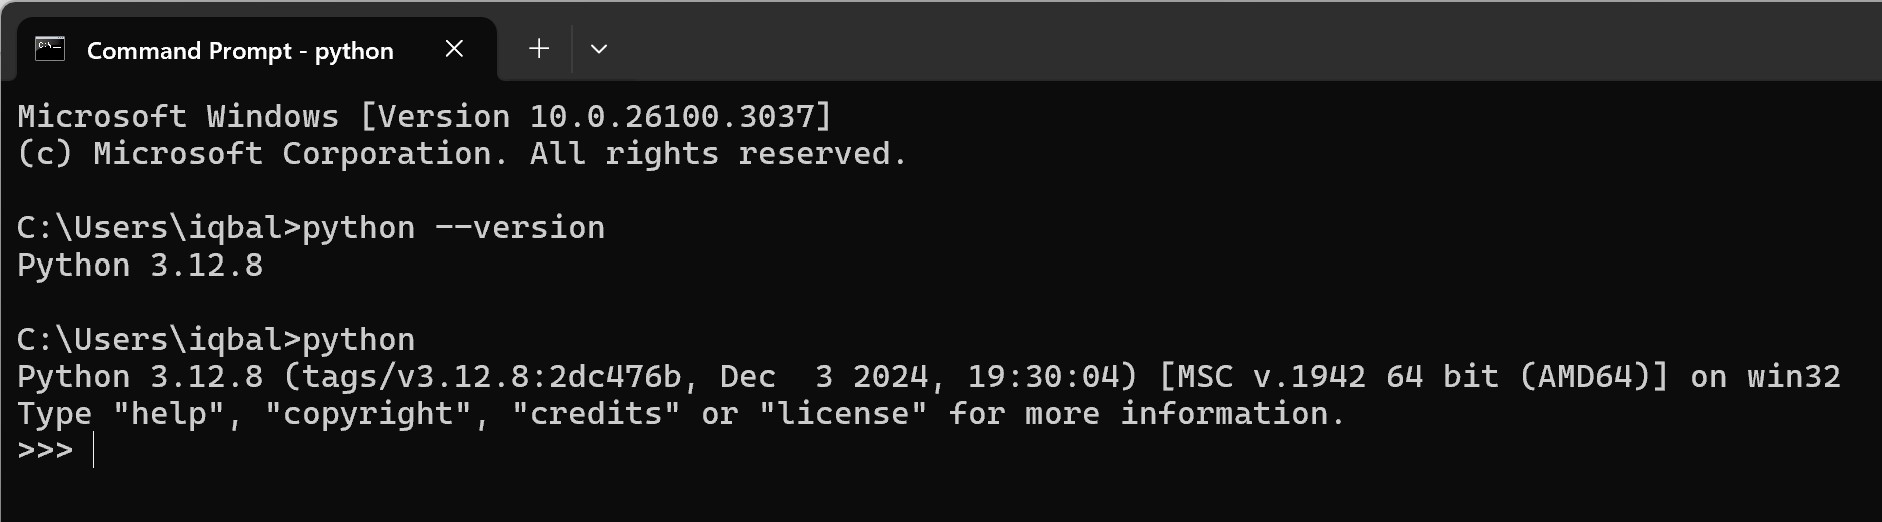 Command Prompt - python
Microsoft Windows [Version 10.0.26100.3037]
(c) Microsoft Corporation. All rights reserved.
C:\Users\iqbal>python --version
Python 3.12.8
C:\Users\iqbal>python
Python 3.12.8 (tags/v3.12.8:2dc476b, Dec  3 2024, 19:30:04) [MSC v.1942 64 bit (AMD64)] on win32
Type "help", "copyright", "credits" or "license" for more information.
>>>